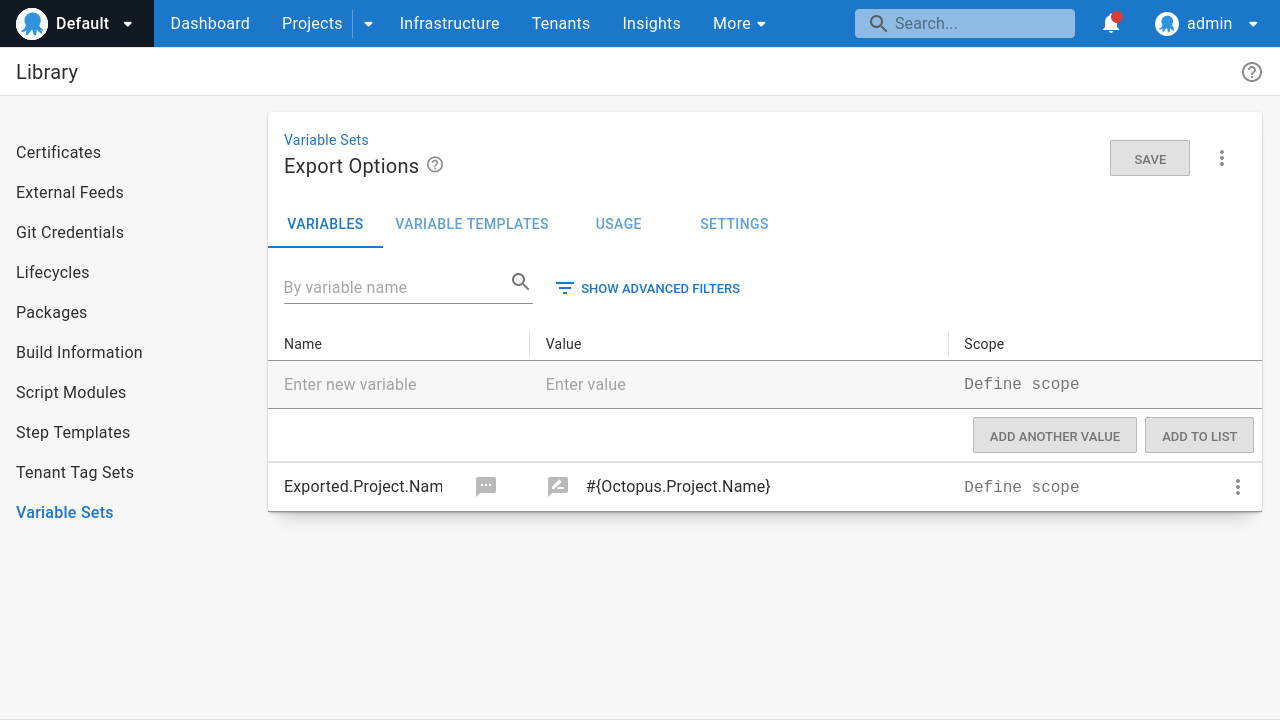 Default Dashboard Projects Infrastructure Tenants Insights More Search... admin
Library
Certificates
External Feeds
Git Credentials
Lifecycles
Packages
Build Information
Script Modules
Step Templates
Tenant Tag Sets
Variable Sets
Variable Sets
Export Options
SAVE
VARIABLES VARIABLE TEMPLATES USAGE SETTINGS
By variable name SHOW ADVANCED FILTERS
Name Value Scope
Enter new variable Enter value Define scope
ADD ANOTHER VALUE ADD TO LIST
Exported.Project.Nam #{Octopus.Project.Name} Define scope